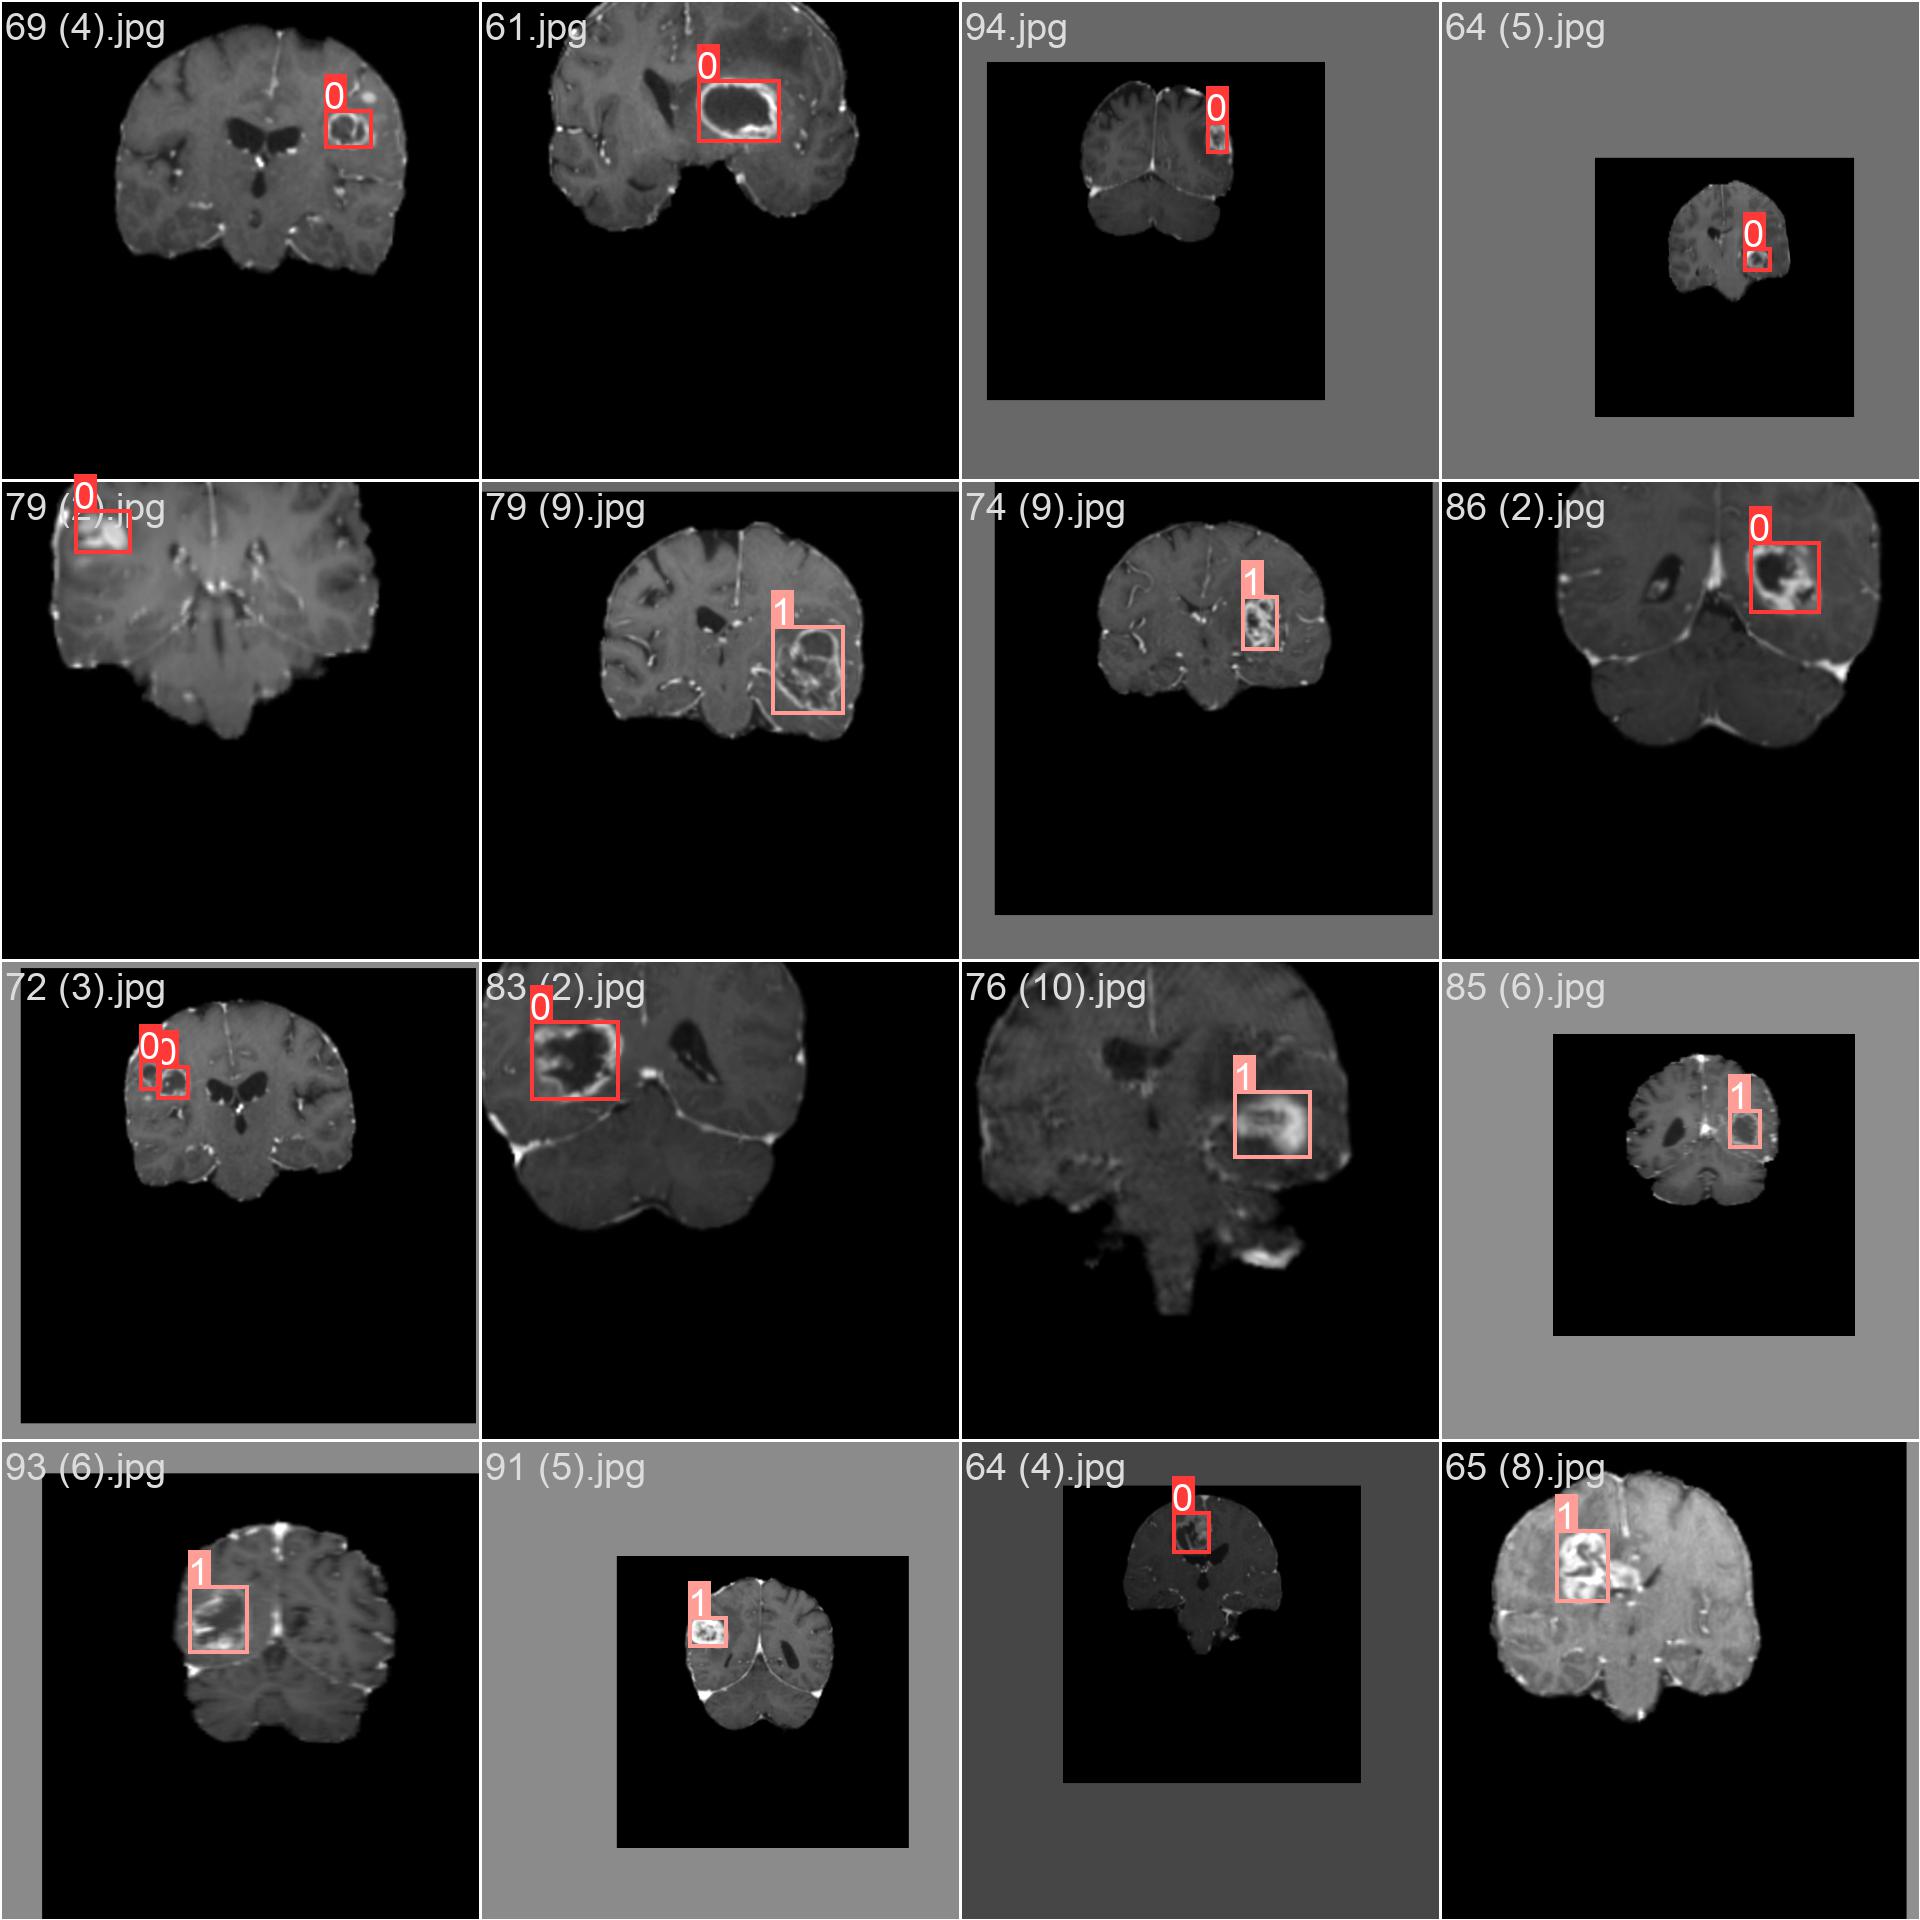 69 (4).jpg
0
61.jpg
0
94.jpg
0
64 (5).jpg
0
79 (2).jpg
0
79 (9).jpg
1
74 (9).jpg
1
86 (2).jpg
0
72 (3).jpg
0
0
83 (2).jpg
0
76 (10).jpg
1
85 (6).jpg
1
93 (6).jpg
1
91 (5).jpg
1
64 (4).jpg
0
65 (8).jpg
1